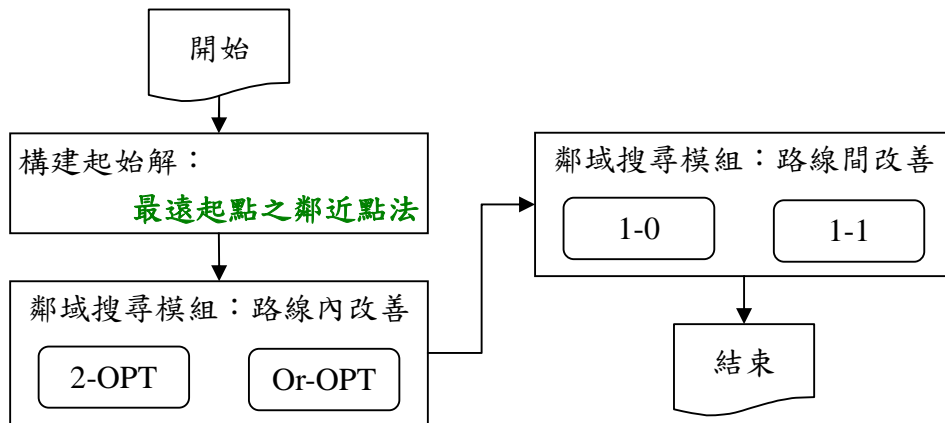 開始
構建起始解：
最遠起點之鄰近點法
鄰域搜尋模組：路線內改善
2-OPT
Or-OPT
鄰域搜尋模組：路線間改善
1-0
1-1
結束